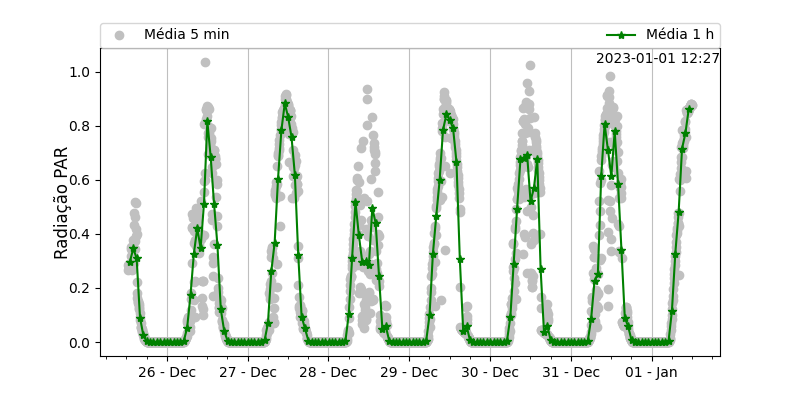 Média 5 min
Média 1 h
2023-01-01 12:27
Radiação PAR
1.0
0.8
0.6
0.4
0.2
0.0
26 - Dec 27 - Dec 28 - Dec 29 - Dec 30 - Dec 31 - Dec 01 - Jan